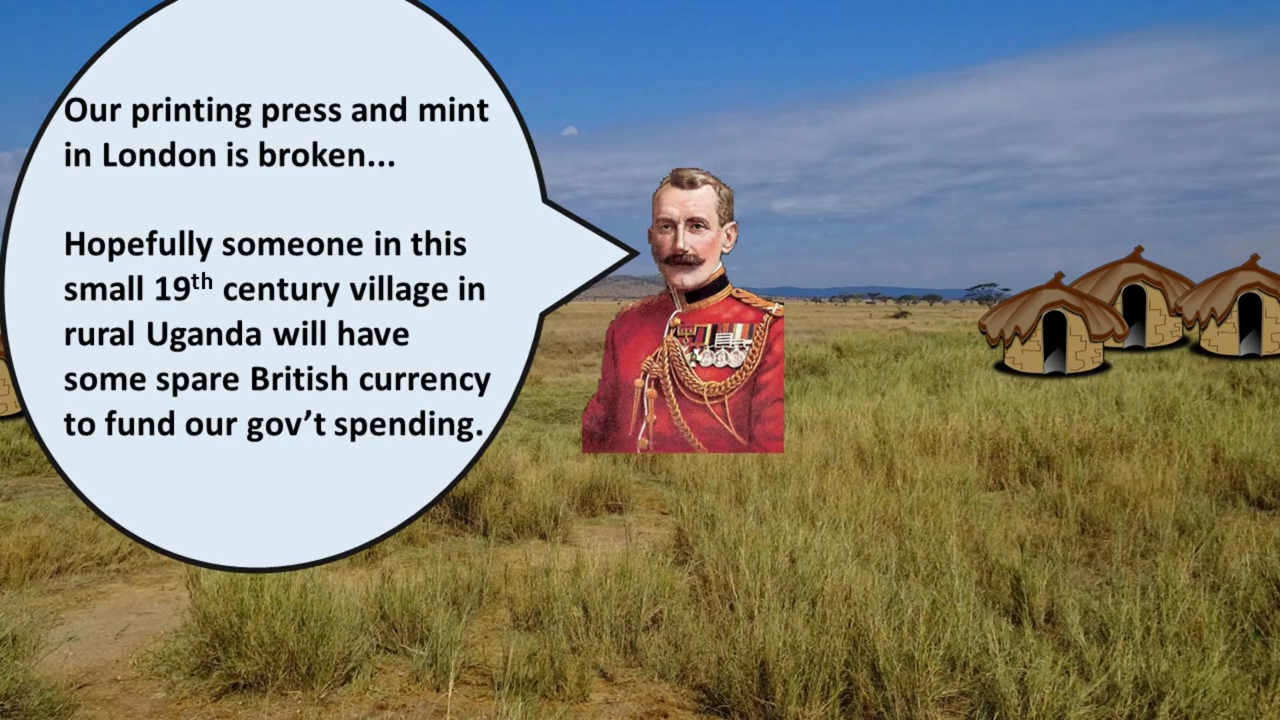 Our printing press and mint
in London is broken...
Hopefully someone in this
small 19th century village in
rural Uganda will have
some spare British currency
to fund our gov’t spending.